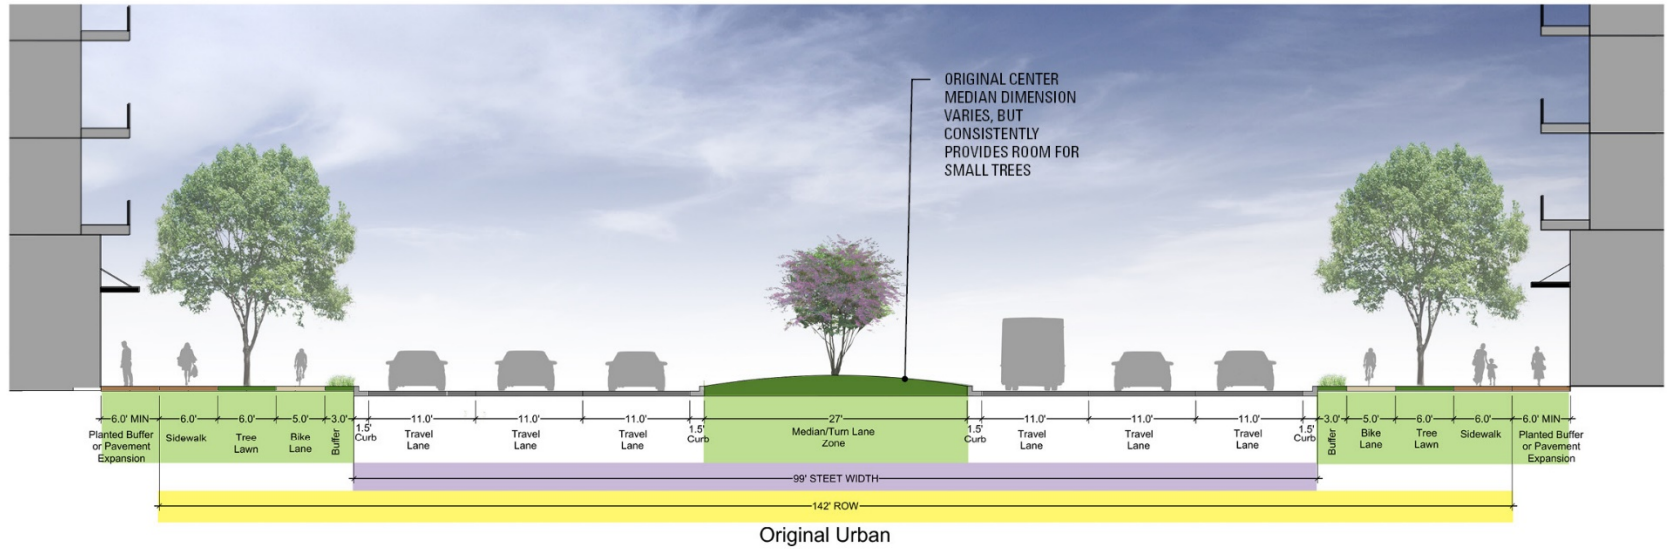 ORIGINAL CENTER
MEDIAN DIMENSION
VARIES, BUT
CONSISTENTLY
PROVIDES ROOM FOR
SMALL TREES
6.0' MIN
Planted Buffer
or Pavement
Expansion
6.0'
Sidewalk
6.0'
Tree
Lawn
5.0'
Bike
Lane
3.0'
Buffer
1.5'
Curb
11.0'
Travel
Lane
11.0'
Travel
Lane
11.0'
Travel
Lane
1.5'
Curb
27'
Median/Turn Lane
Zone
1.5'
Curb
11.0'
Travel
Lane
11.0'
Travel
Lane
11.0'
Travel
Lane
1.5'
Curb
3.0'
Buffer
5.0'
Bike
Lane
6.0'
Tree
Lawn
6.0'
Sidewalk
6.0' MIN
Planted Buffer
or Pavement
Expansion
99' STEET WIDTH
142' ROW
Original Urban